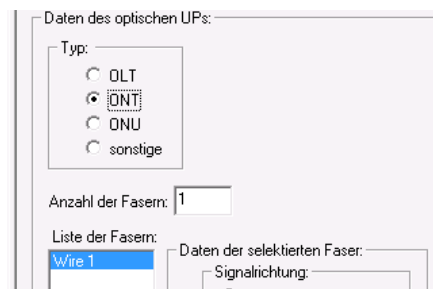 Daten des optischen UPs:
Typ:
OLT
ONT
ONU
sonstige
Anzahl der Fasern: 1
Liste der Fasern:
Wire 1
Daten der selektierten Faser:
Signalrichtung: